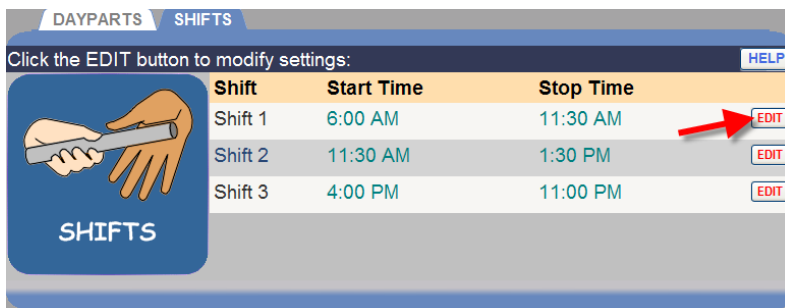 DAYPARTS SHIFTS
Click the EDIT button to modify settings: HELP
Shift Start Time Stop Time
Shift 1 6:00 AM 11:30 AM EDIT
Shift 2 11:30 AM 1:30 PM EDIT
Shift 3 4:00 PM 11:00 PM EDIT
SHIFTS